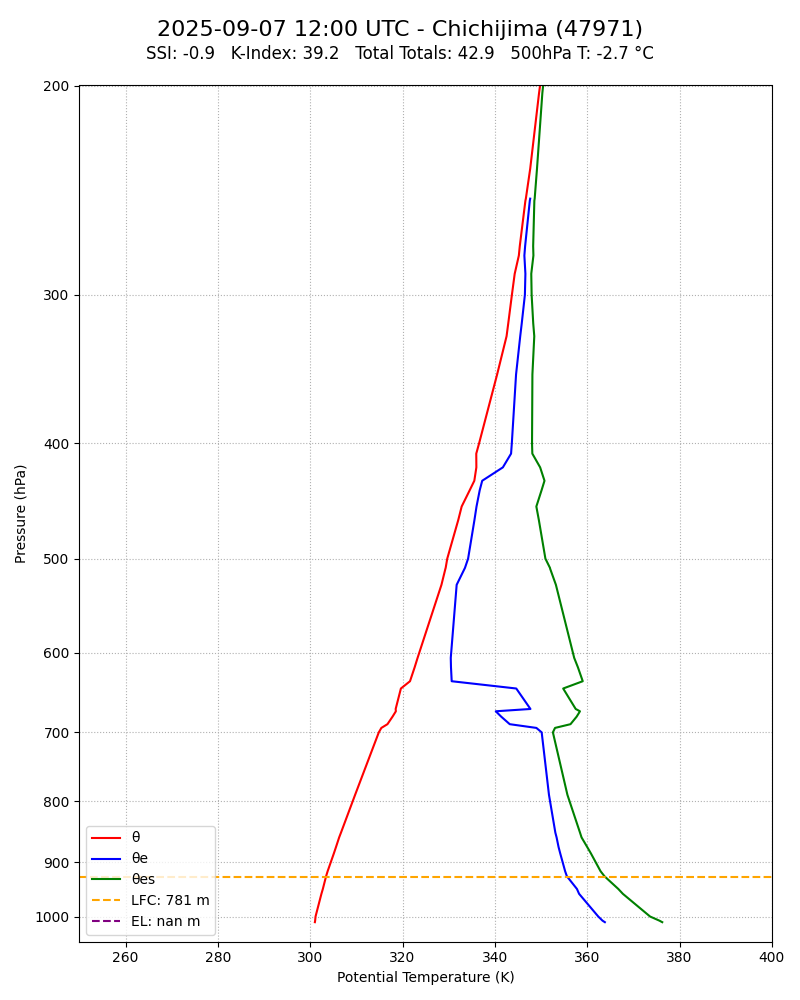 2025-09-07 12:00 UTC - Chichijima (47971)
SSI: -0.9   K-Index: 39.2   Total Totals: 42.9   500hPa T: -2.7 °C
200
300
400
500
600
700
800
900
1000
Pressure (hPa)
θ
θe
θes
LFC: 781 m
EL: nan m
260 280 300 320 340 360 380 400
Potential Temperature (K)